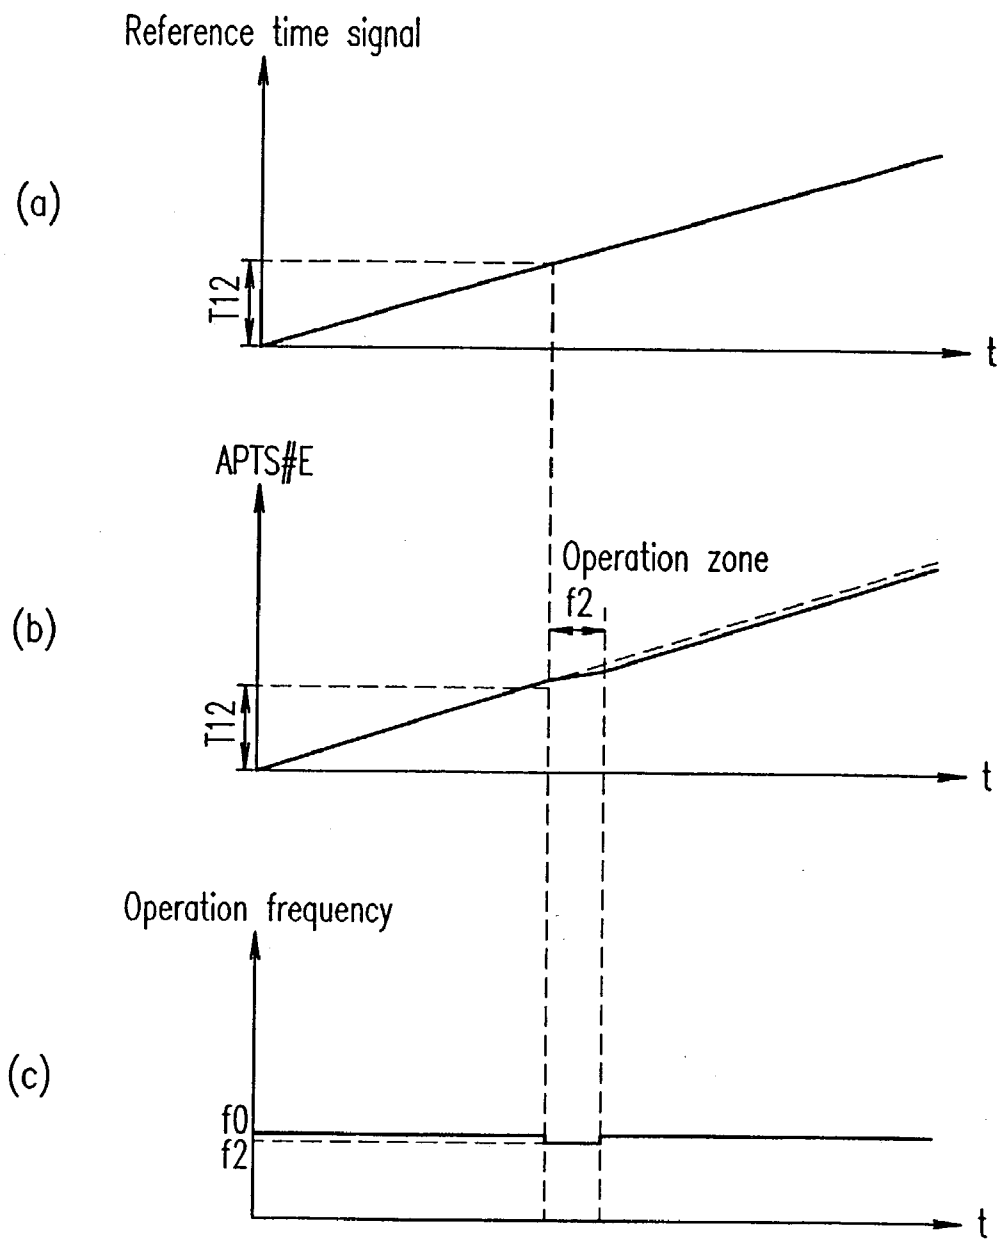 Reference time signal
(a)
T12
t
APTS#E
Operation zone
f2
(b)
T12
t
Operation frequency
(c)
f0
f2
t